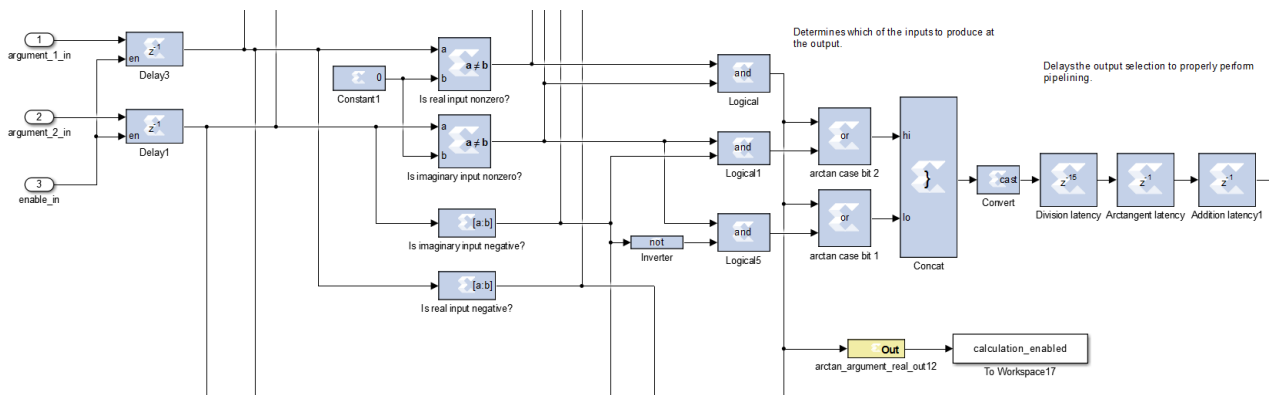 Determines which of the inputs to produce at
the output.
Delays the output selection to properly perform
pipelining.
1
argument_1_in
en
z-1
Delay3
2
argument_2_in
en
z-1
Delay1
3
enable_in
0
Constant1
a
b
a ≠ b
Is real input nonzero?
a
b
a ≠ b
Is imaginary input nonzero?
[a:b]
Is imaginary input negative?
[a:b]
Is real input negative?
not
Inverter
and
Logical
and
Logical1
and
Logical5
or
arctan case bit 2
or
arctan case bit 1
hi
}
lo
Concat
cast
Convert
z-15
Division latency
z-1
Arctangent latency
z-1
Addition latency1
Out
arctan_argument_real_out12
calculation_enabled
To Workspace17